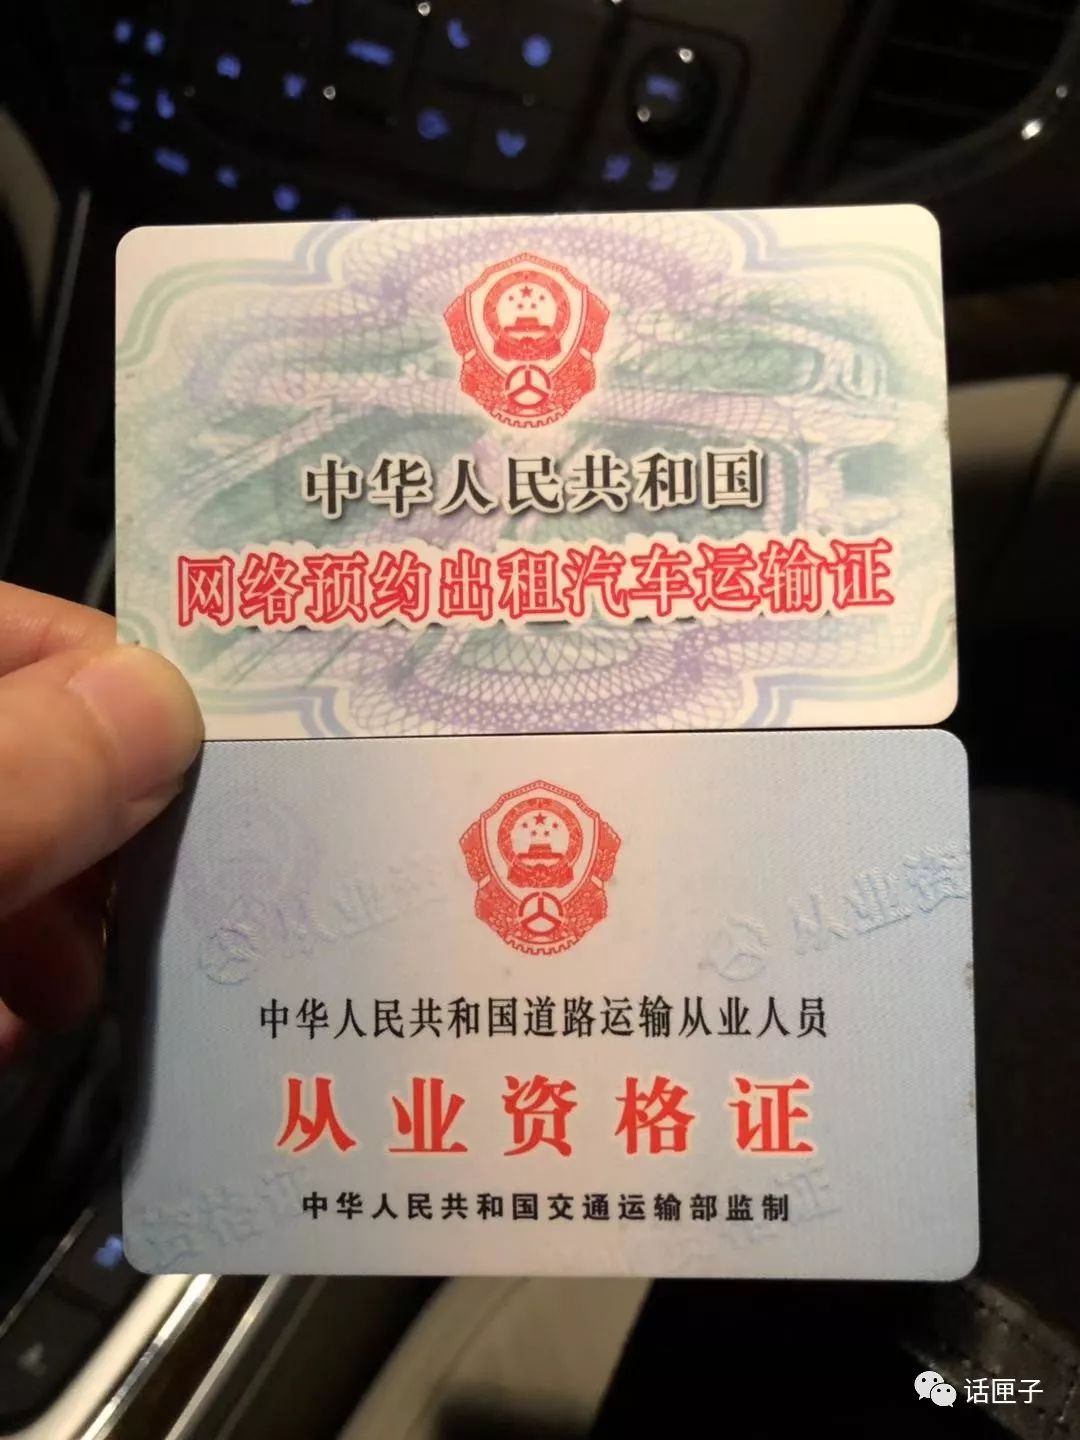 中华人民共和国
网络预约出租汽车运输证
中华人民共和国道路运输从业人员
从业资格证
中华人民共和国交通运输部监制
话匣子